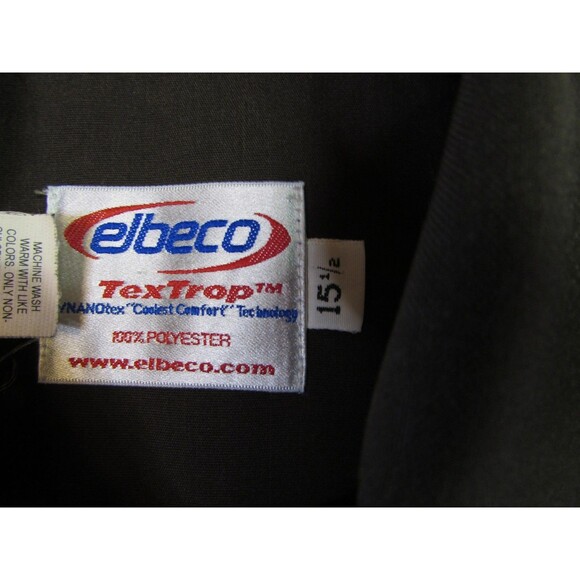 elbeco
TexTrop™
NANOtex "Coolest Comfort" Technology
100% POLYESTER
www.elbeco.com
15 1/2
MACHINE WASH
WARM WITH LIKE
COLORS. ONLY NON-